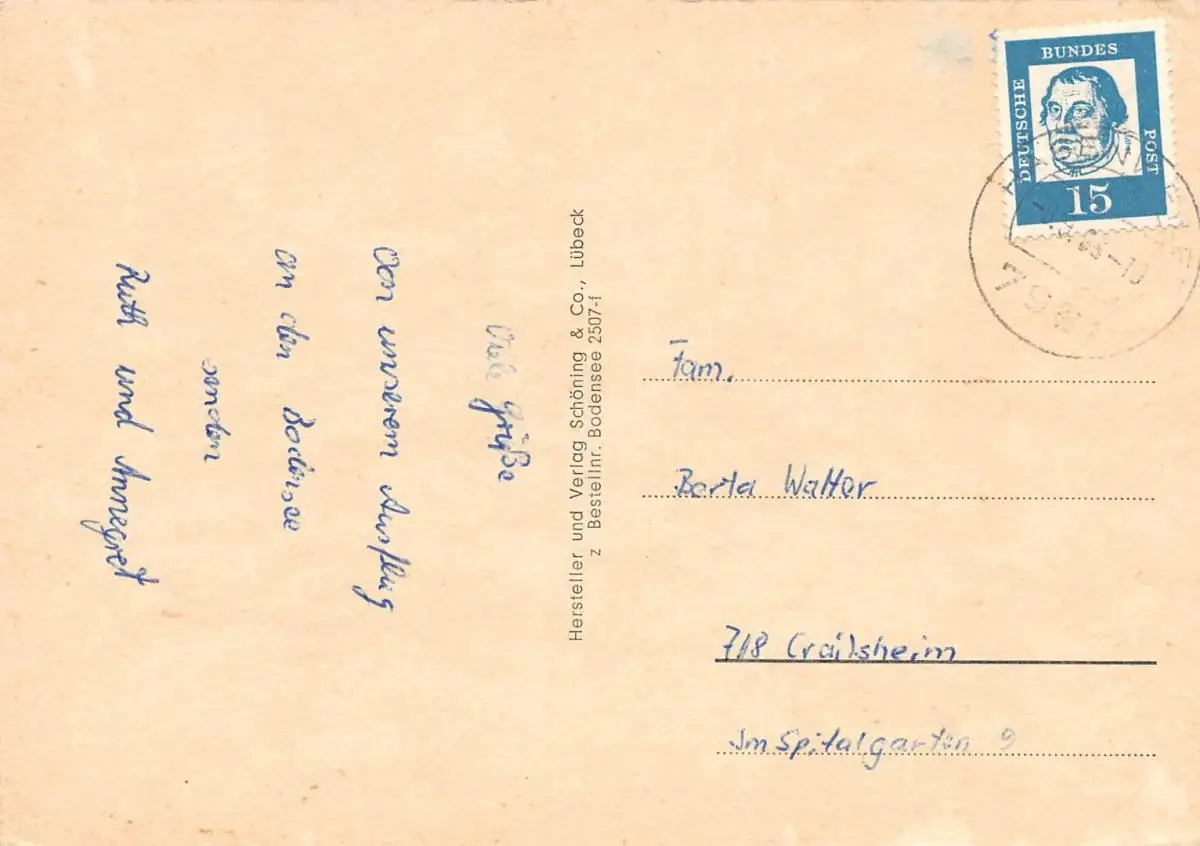 Viele Grüße
von unserem Ausflug
an den Bodensee
senden
Ruth und Annegret
Hersteller und Verlag Schöning & Co., Lübeck
z Bestellnr. Bodensee 2507-f
DEUTSCHE BUNDES POST
15
Fam.
Berta Walter
718 Crailsheim
Im Spitalgarten 9